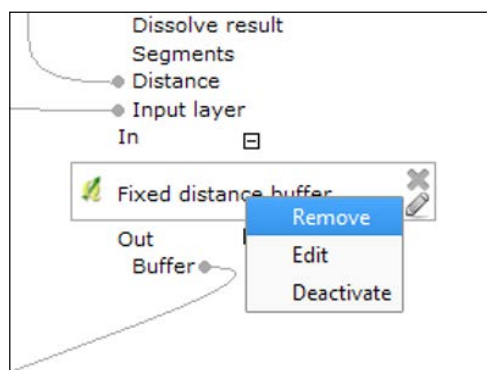 Dissolve result
Segments
Distance
Input layer
In
Fixed distance buffer
Remove
Edit
Deactivate
Out
Buffer